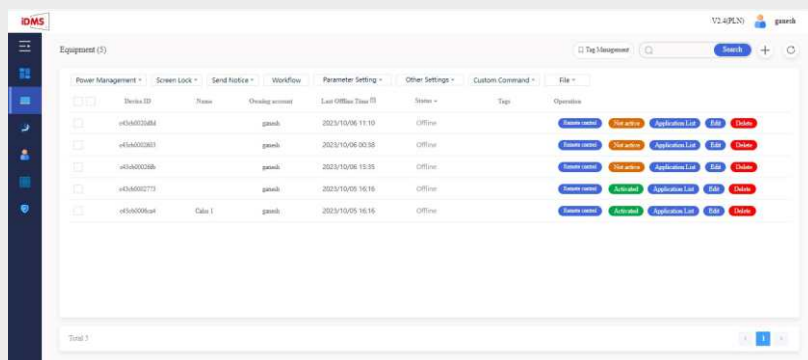 iDMS
V2.4(PLN) ganesh
Equipment (5) Tag Management Search
Power Management Screen Lock Send Notice Workflow Parameter Setting Other Settings Custom Command File
Device ID Name Owning account Last Offline Time Status Tags Operation
ganesh 2023/10/06 11:10 Offline Remote control Not active Application List Edit Delete
ganesh 2023/10/06 00:38 Offline Remote control Not active Application List Edit Delete
ganesh 2023/10/06 15:35 Offline Remote control Not active Application List Edit Delete
ganesh 2023/10/05 16:16 Offline Remote control Activated Application List Edit Delete
ganesh 2023/10/05 16:16 Offline Remote control Activated Application List Edit Delete
Total 5 1